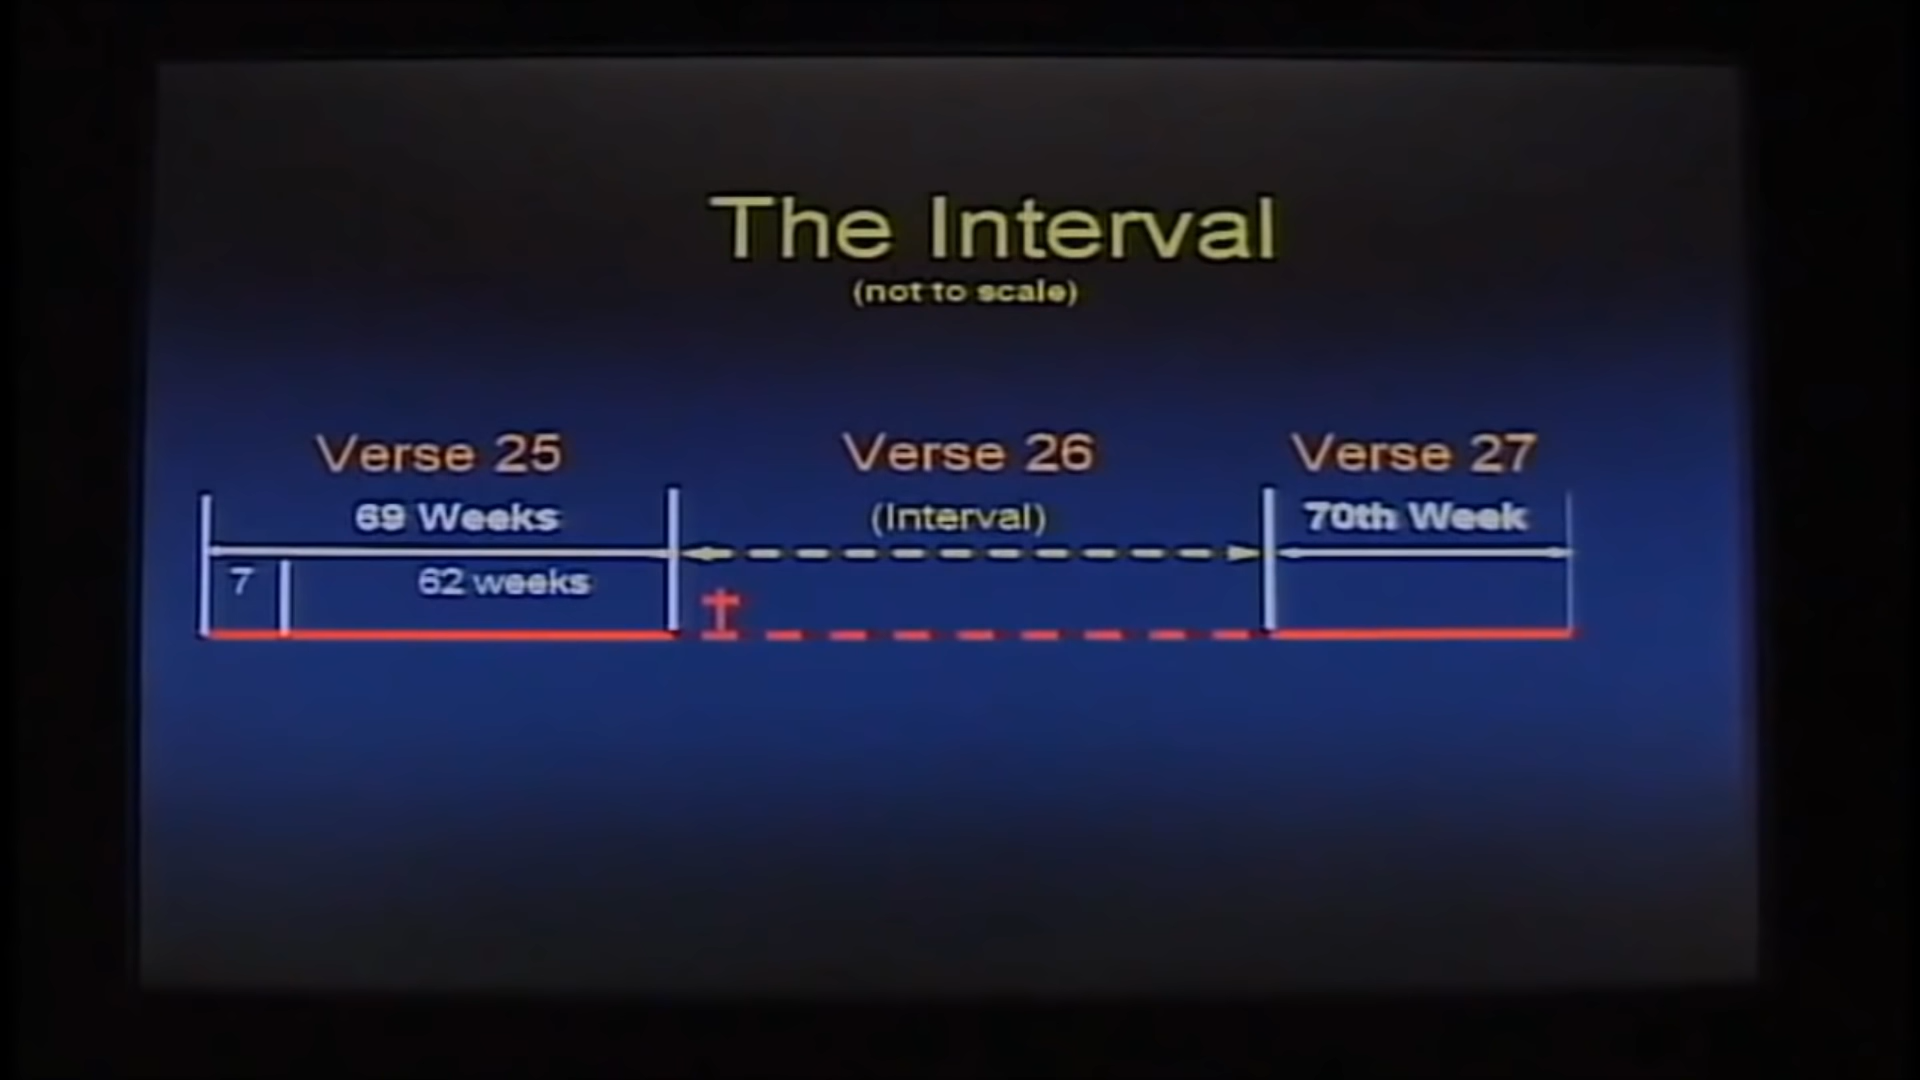 The Interval
(not to scale)
Verse 25 Verse 26 Verse 27
69 Weeks (Interval) 70th Week
7 62 weeks